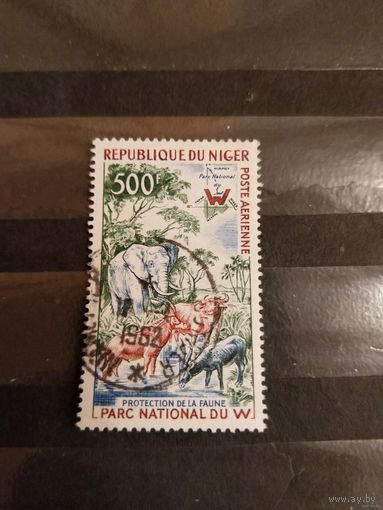 REPUBLIQUE DU NIGER
POSTE AERIENNE
500F
NIAMEY
Parc National
du
W
1962
PROTECTION DE LA FAUNE
PARC NATIONAL DU W
ay.by